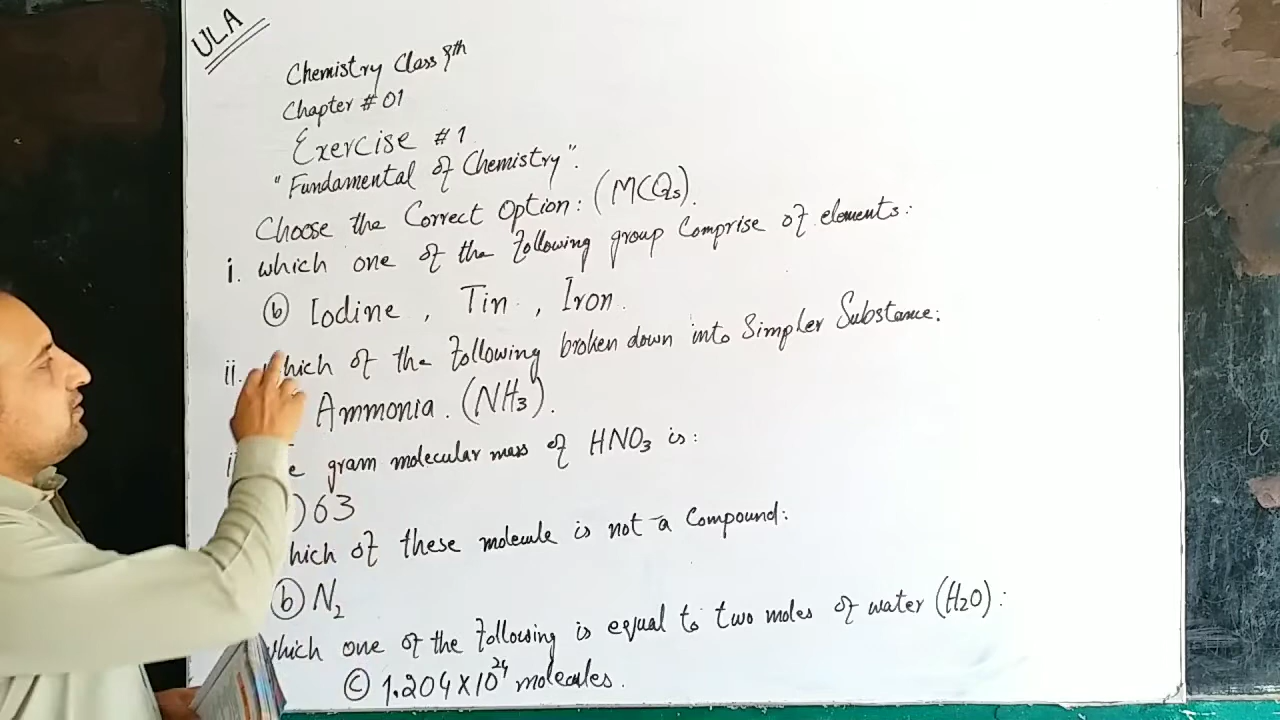 ULA
Chemistry Class 9th
Chapter # 01
Exercise # 1
"Fundamental of Chemistry".
Choose the Correct Option: (MCQs).
i. which one of the following group Comprise of elements:
(b) Iodine, Tin, Iron.
ii. which of the following broken down into Simpler Substance:
Ammonia. (NH3).
gram molecular mass of HNO3 is:
) 63
hich of these molecule is not a Compound:
(b) N2
which one of the following is equal to two moles of water (H2O):
(c) 1.204 x 10^24 molecules.